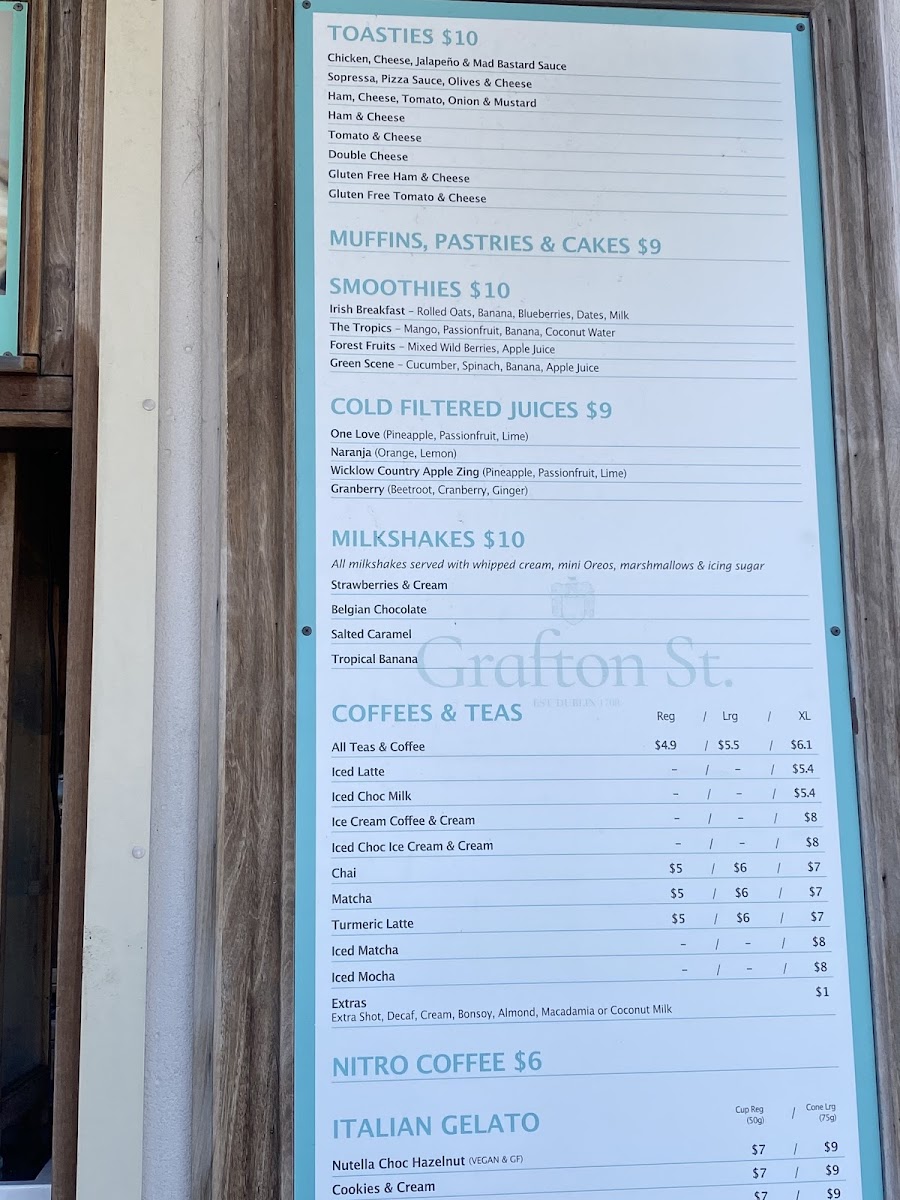 TOASTIES $10
Chicken, Cheese, Jalapeño & Mad Bastard Sauce
Sopressa, Pizza Sauce, Olives & Cheese
Ham, Cheese, Tomato, Onion & Mustard
Ham & Cheese
Tomato & Cheese
Double Cheese
Gluten Free Ham & Cheese
Gluten Free Tomato & Cheese
MUFFINS, PASTRIES & CAKES $9
SMOOTHIES $10
Irish Breakfast – Rolled Oats, Banana, Blueberries, Dates, Milk
The Tropics – Mango, Passionfruit, Banana, Coconut Water
Forest Fruits – Mixed Wild Berries, Apple Juice
Green Scene – Cucumber, Spinach, Banana, Apple Juice
COLD FILTERED JUICES $9
One Love (Pineapple, Passionfruit, Lime)
Naranja (Orange, Lemon)
Wicklow Country Apple Zing (Pineapple, Passionfruit, Lime)
Granberry (Beetroot, Cranberry, Ginger)
MILKSHAKES $10
All milkshakes served with whipped cream, mini Oreos, marshmallows & icing sugar
Strawberries & Cream
Belgian Chocolate
Salted Caramel
Tropical Banana
Grafton St.
EST DUBLIN 1708
COFFEES & TEAS Reg / Lrg / XL
All Teas & Coffee $4.9 / $5.5 / $6.1
Iced Latte – / – / $5.4
Iced Choc Milk – / – / $5.4
Ice Cream Coffee & Cream – / – / $8
Iced Choc Ice Cream & Cream – / – / $8
Chai $5 / $6 / $7
Matcha $5 / $6 / $7
Turmeric Latte $5 / $6 / $7
Iced Matcha – / – / $8
Iced Mocha – / – / $8
Extras $1
Extra Shot, Decaf, Cream, Bonsoy, Almond, Macadamia or Coconut Milk
NITRO COFFEE $6
ITALIAN GELATO Cup Reg (50g) / Cone Lrg (75g)
Nutella Choc Hazelnut (VEGAN & GF) $7 / $9
Cookies & Cream $7 / $9
$7 / $9